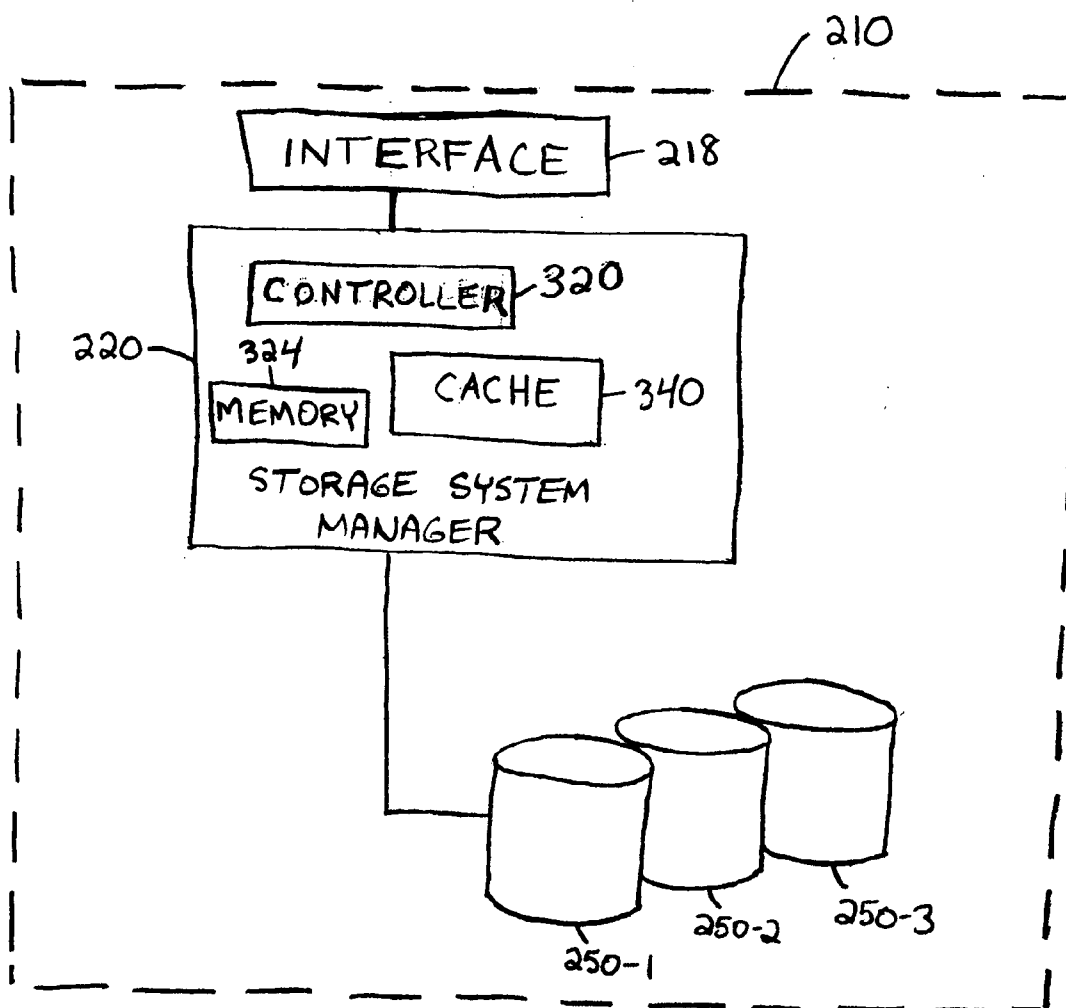 210
INTERFACE
218
CONTROLLER
320
220
324
MEMORY
CACHE
340
STORAGE SYSTEM
MANAGER
250-1
250-2
250-3